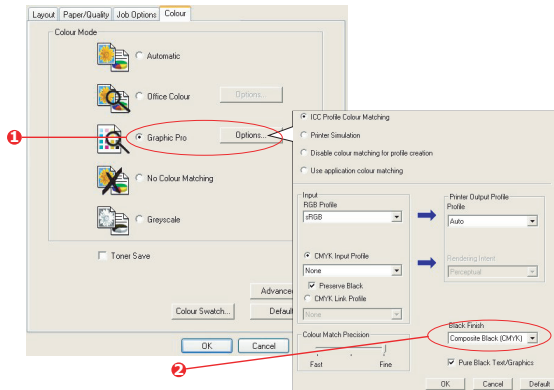 Layout Paper/Quality Job Options Colour
Colour Mode
Automatic
Office Colour Options...
1
Graphic Pro Options...
No Colour Matching
Greyscale
Toner Save
Colour Swatch...
OK Cancel
ICC Profile Colour Matching
Printer Simulation
Disable colour matching for profile creation
Use application colour matching
Input
RGB Profile
sRGB
CMYK Input Profile
None
Preserve Black
CMYK Link Profile
None
Colour Match Precision
Fast Fine
Printer Output Profile
Profile
Auto
Rendering Intent
Perceptual
2
Black Finish
Composite Black (CMYK)
Pure Black Text/Graphics
OK Cancel Default